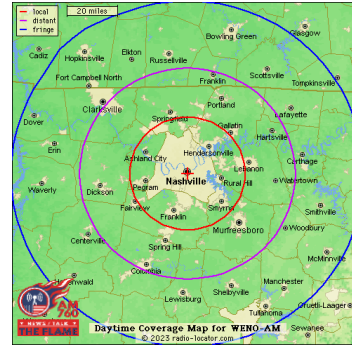 local
distant
fringe
20 miles
Glasgow
Bowling Green
Cadiz
Hopkinsville
Elkton
Russellville
Scottsville
Tompkinsville
Fort Campbell North
Franklin
Clarksville
Portland
Lafayette
Dover
Springfield
Gallatin
Hartsville
Erin
Hendersonville
Ashland City
Carthage
Lebanon
Nashville
Rural Hill
Watertown
Waverly
Dickson
Pegram
Fairview
Franklin
Smyrna
Smithville
Murfreesboro
Woodbury
Centerville
Spring Hill
McMinnville
Columbia
Manchester
Shelbyville
Lewisburg
Gruetli-Laager
Tullahoma
Sewanee
AM
760
NEWS TALK
THE FLAME
Daytime Coverage Map for WENO-AM
© 2023 radio-locator.com